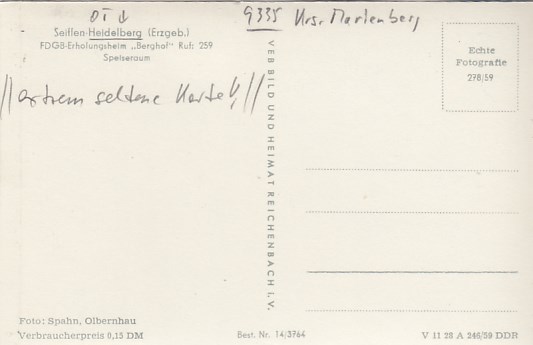 OT ↓
9335 Krs. Marienberg
Seiffen-Heidelberg (Erzgeb.)
FDGB-Erholungsheim „Berghof" Ruf: 259
Speiseraum
// extrem seltene Karte! //
Echte
Fotografie
278/59
VEB BILD UND HEIMAT REICHENBACH I. V.
Foto: Spahn, Olbernhau
Verbraucherpreis 0,15 DM
Best. Nr. 14/3764
V 11 28 A 246/59 DDR